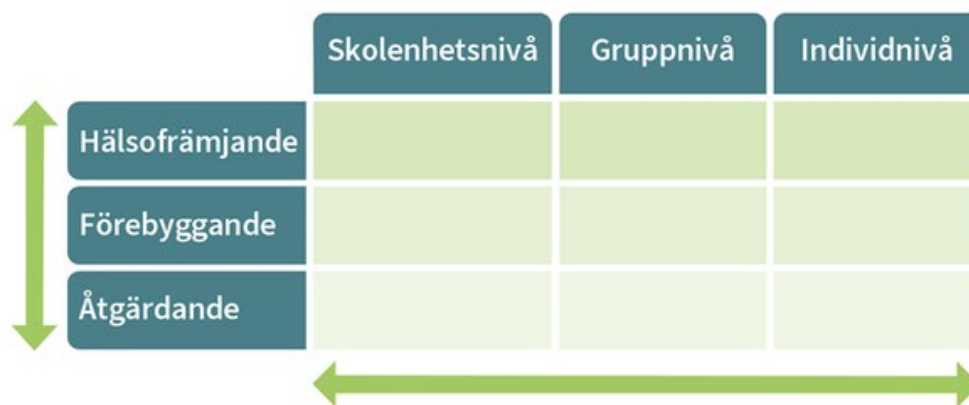 Skolenhetsnivå Gruppnivå Individnivå
Hälsofrämjande
Förebyggande
Åtgärdande